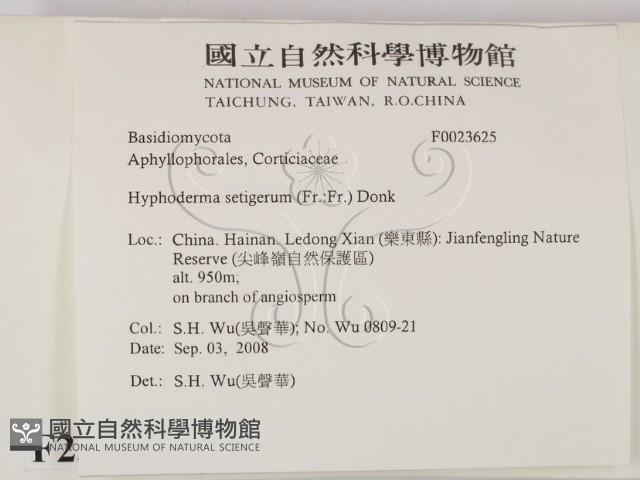 國立自然科學博物館
NATIONAL MUSEUM OF NATURAL SCIENCE
TAICHUNG, TAIWAN, R.O.CHINA
Basidiomycota F0023625
Aphyllophorales, Corticiaceae
Hyphoderma setigerum (Fr.:Fr.) Donk
Loc.: China. Hainan. Ledong Xian (樂東縣): Jianfengling Nature
Reserve (尖峰嶺自然保護區)
alt. 950m,
on branch of angiosperm
Col.: S.H. Wu(吳聲華); No. Wu 0809-21
Date: Sep. 03, 2008
Det.: S.H. Wu(吳聲華)
國立自然科學博物館
NATIONAL MUSEUM OF NATURAL SCIENCE
F2